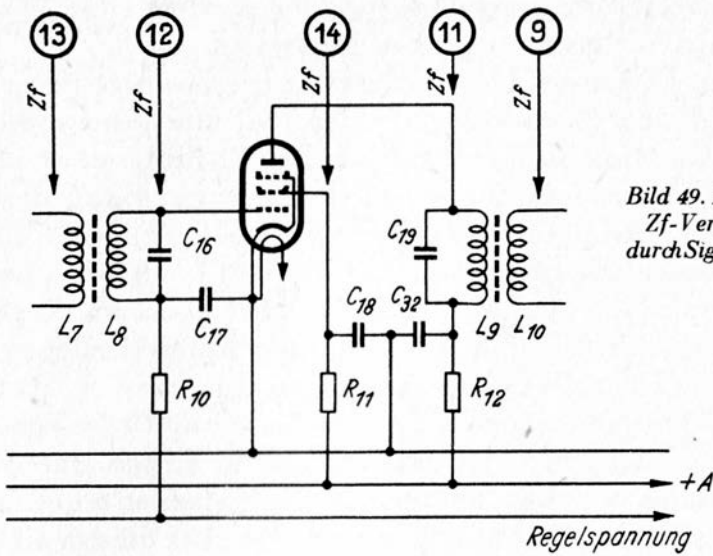 13 12 14 11 9
Zf Zf Zf Zf Zf
Bild 49.
Zf-Ver
durch Sig
C16 C19
C17 C18 C32
L7 L8 L9 L10
R10 R11 R12
+A
Regelspannung